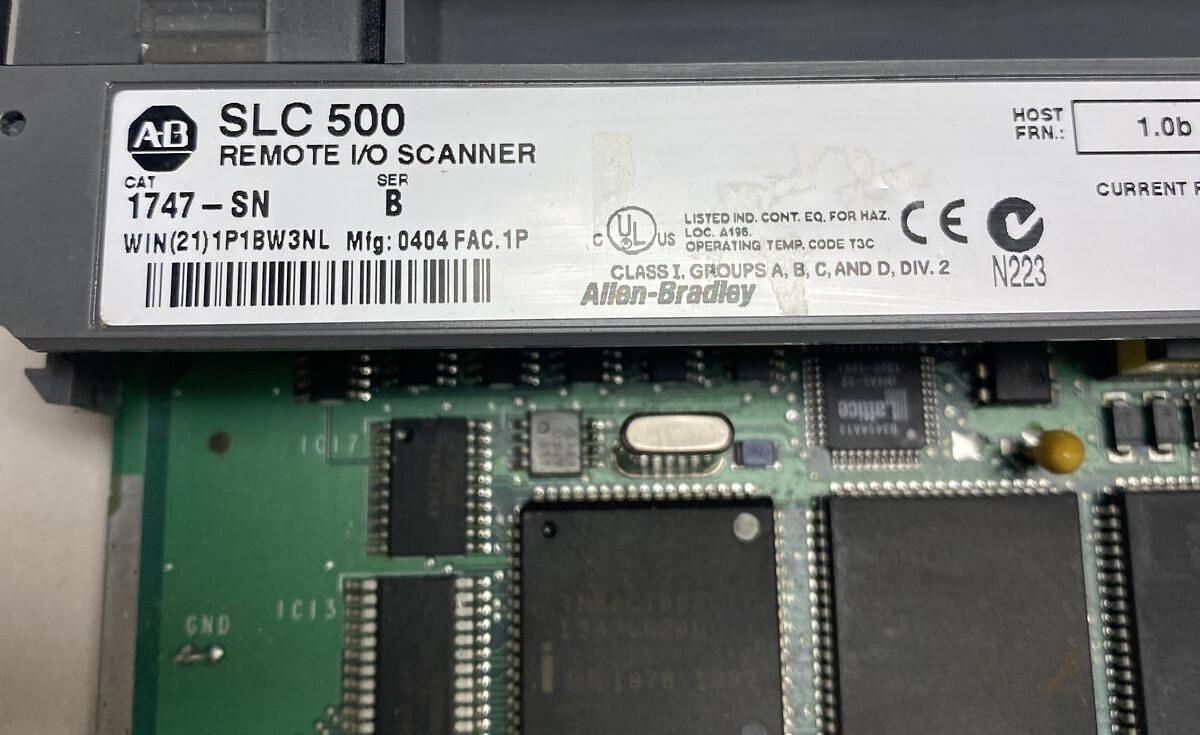 A-B
SLC 500
REMOTE I/O SCANNER
CAT
SER
1747-SN
B
WIN(21)1P1BW3NL Mfg: 0404 FAC. 1P
HOST
FRN.:
1.0b
CURRENT
C UL US
LISTED IND. CONT. EQ. FOR HAZ.
LOC. A196.
OPERATING TEMP. CODE T3C
CE
N223
CLASS I, GROUPS A, B, C, AND D, DIV. 2
Allen-Bradley
Lattice
IC17
IC13
GND
i